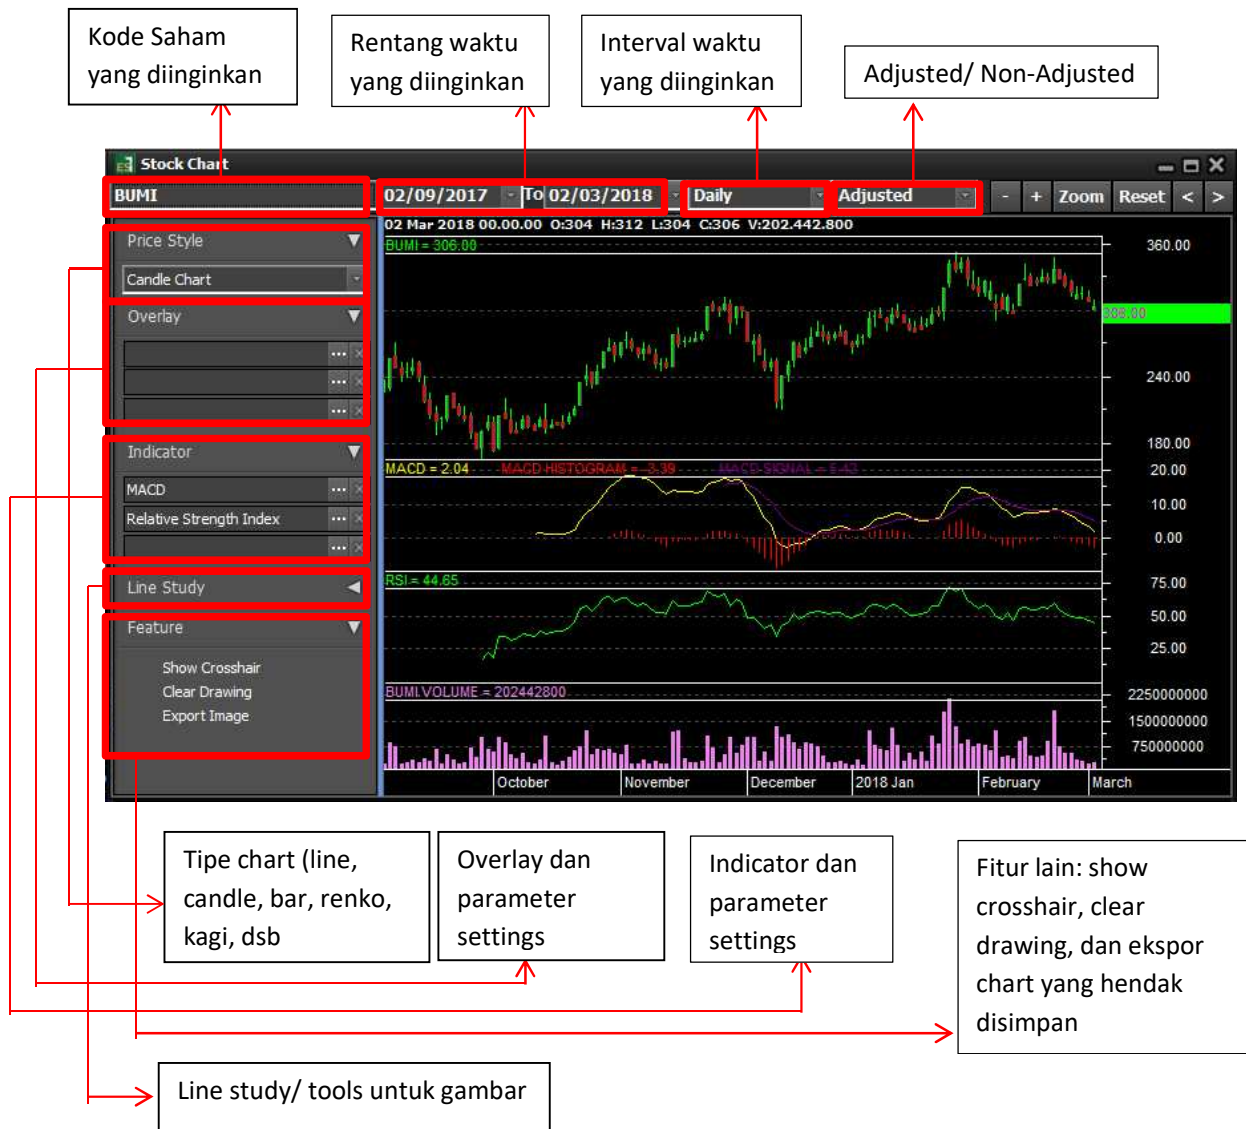 Kode Saham
yang diinginkan
Rentang waktu
yang diinginkan
Interval waktu
yang diinginkan
Adjusted/ Non-Adjusted
Stock Chart
BUMI
02/09/2017 To 02/03/2018 Daily Adjusted - + Zoom Reset < >
02 Mar 2018 00.00.00 O:304 H:312 L:304 C:306 V:202.442.800
Price Style
Candle Chart
Overlay
Indicator
MACD
Relative Strength Index
Line Study
Feature
Show Crosshair
Clear Drawing
Export Image
BUMI = 306.00
360.00
240.00
180.00
MACD = 2.04 MACD HISTOGRAM = -3.39 MACD SIGNAL = 5.43
20.00
10.00
0.00
RSI = 44.65
75.00
50.00
25.00
BUMI.VOLUME = 202442800
2250000000
1500000000
750000000
October November December 2018 Jan February March
Tipe chart (line,
candle, bar, renko,
kagi, dsb
Overlay dan
parameter
settings
Indicator dan
parameter
settings
Fitur lain: show
crosshair, clear
drawing, dan ekspor
chart yang hendak
disimpan
Line study/ tools untuk gambar